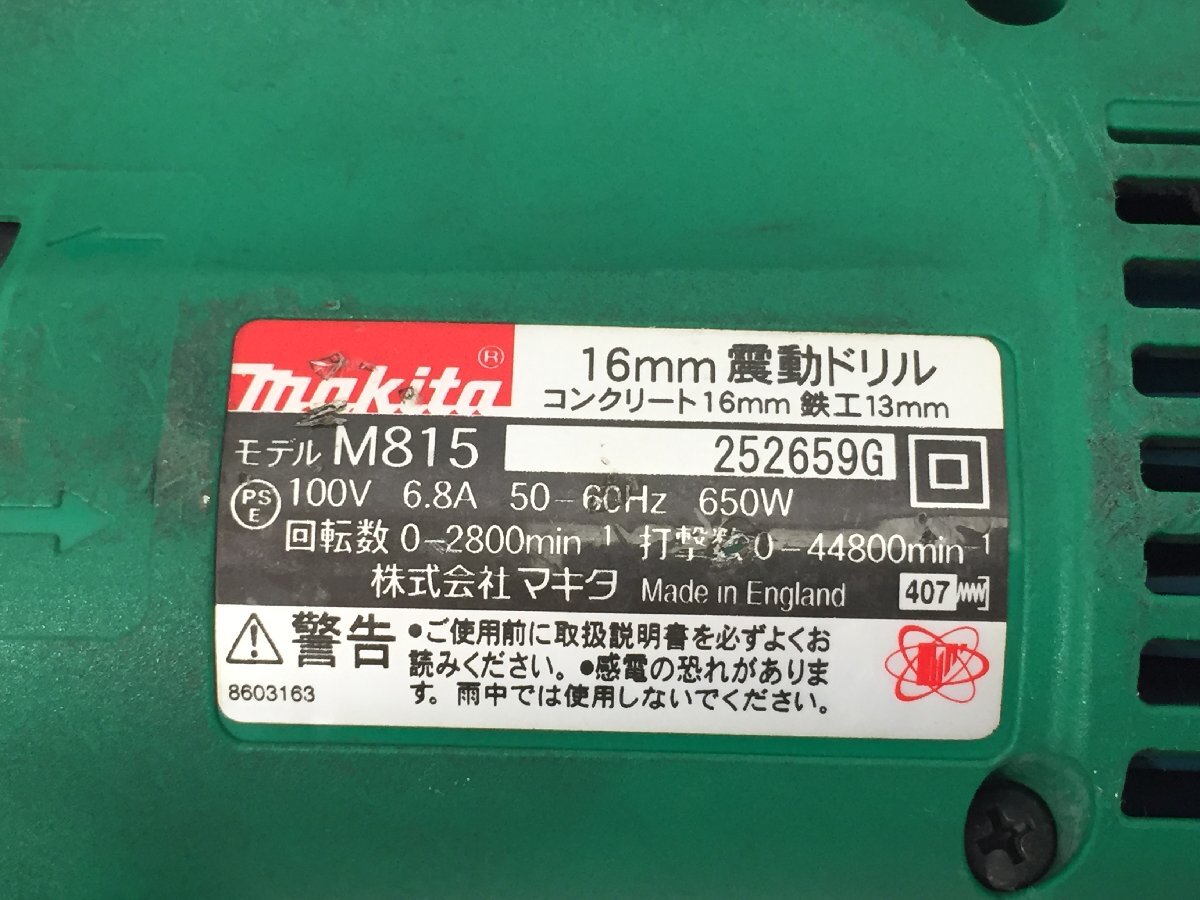 makita®
16mm 震動ドリル
コンクリート16mm 鉄工13mm
モデル M815 252659G
PSE 100V 6.8A 50-60Hz 650W
回転数 0-2800min-1 打撃数 0-44800min-1
株式会社 マキタ Made in England 407
警告
8603163
●ご使用前に取扱説明書を必ずよくお
読みください。●感電の恐れがありま
す。雨中では使用しないでください。